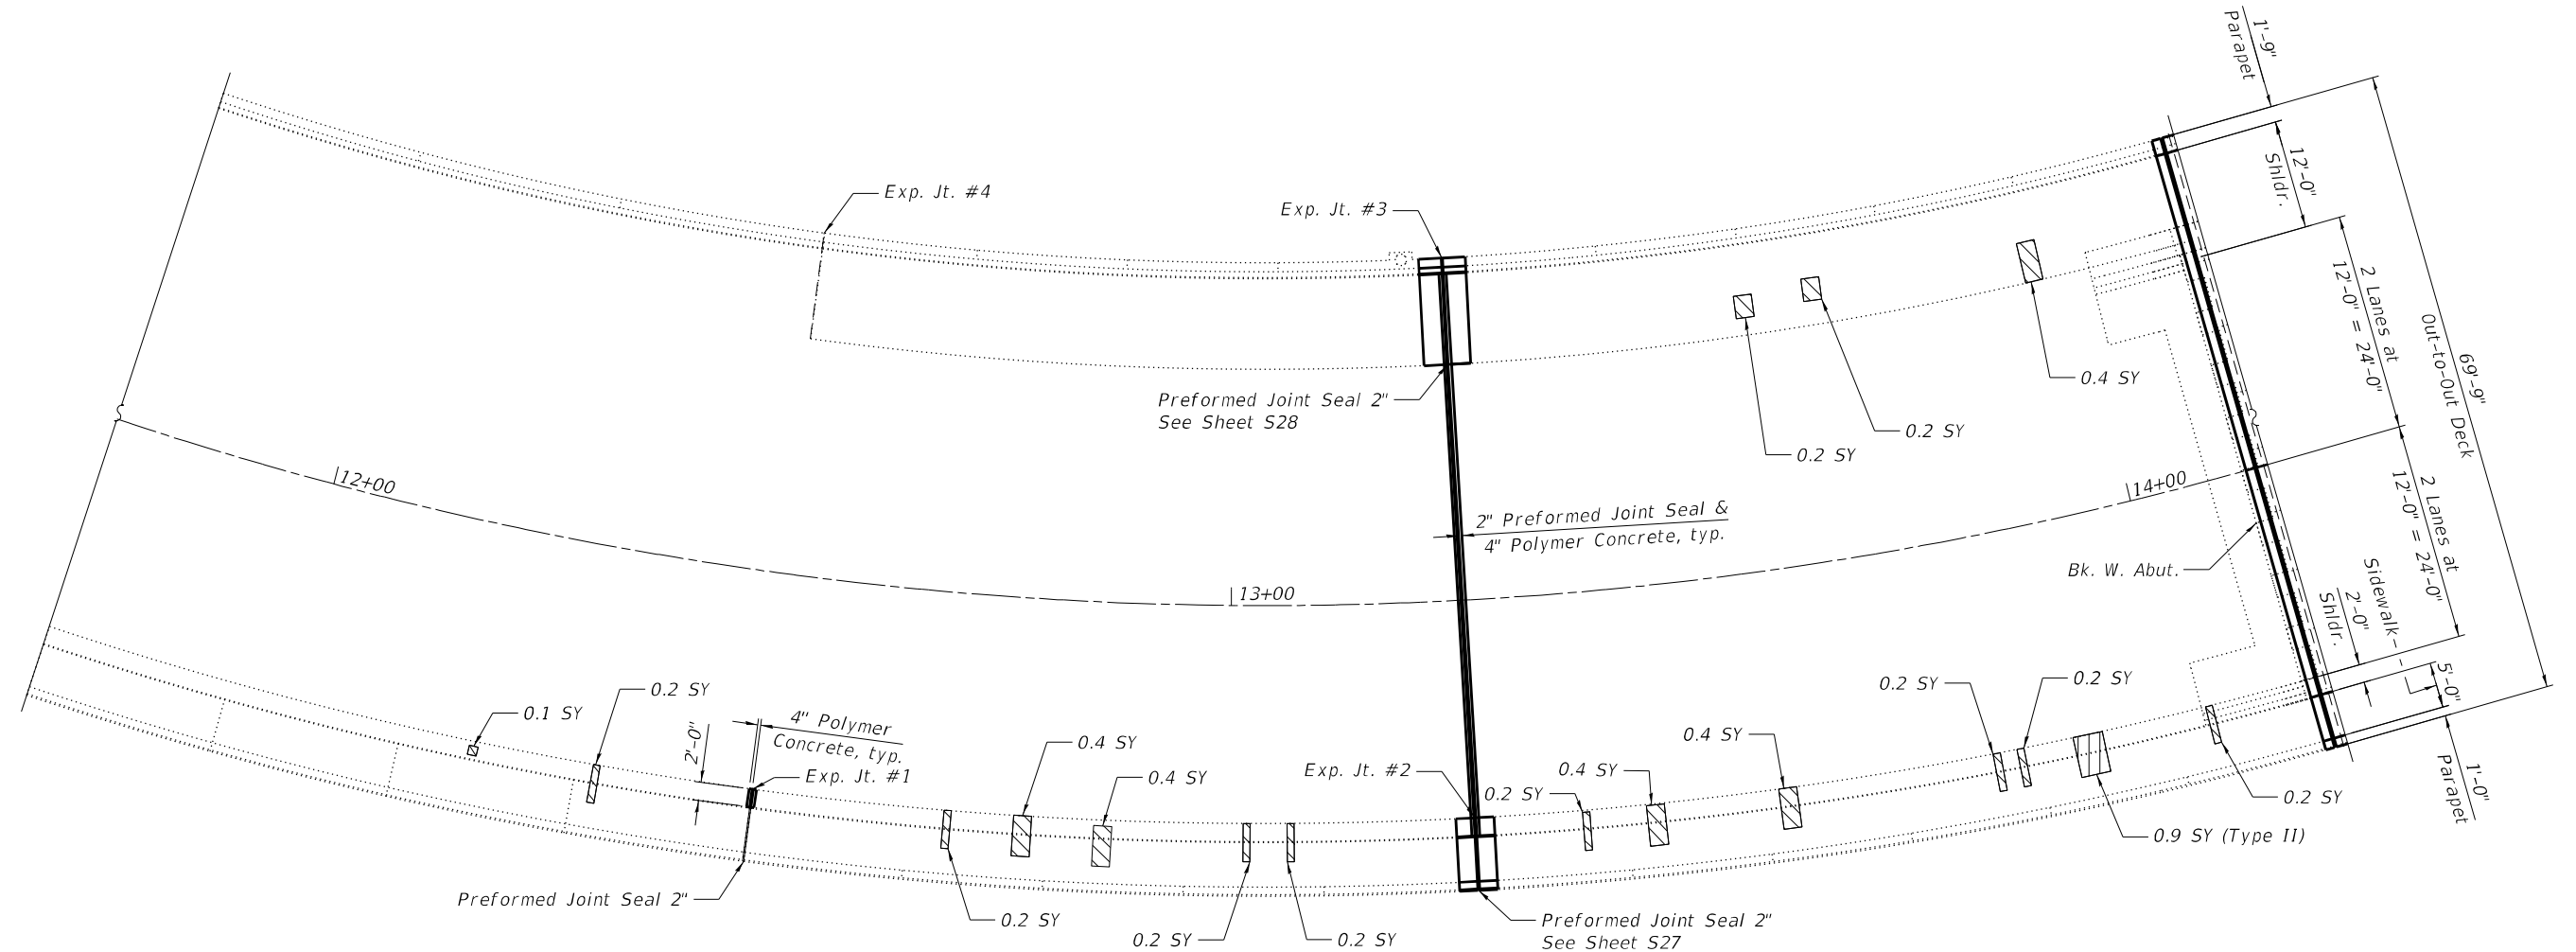 1'-9"
Parapet
Exp. Jt. #4
Exp. Jt. #3
12'-0"
Shldr.
2 Lanes at
12'-0" = 24'-0"
69'-9"
Out-to-Out Deck
0.4 SY
0.2 SY
0.2 SY
Preformed Joint Seal 2"
See Sheet S28
12+00
14+00
2" Preformed Joint Seal &
4" Polymer Concrete, typ.
2 Lanes at
12'-0" = 24'-0"
Bk. W. Abut.
13+00
Sidewalk
2'-0"
Shldr.
5'-0"
1'-0"
Parapet
0.1 SY
0.2 SY
2'-0"
4" Polymer
Concrete, typ.
Exp. Jt. #1
0.4 SY
0.4 SY
Exp. Jt. #2
0.2 SY
0.4 SY
0.4 SY
0.2 SY
0.2 SY
0.2 SY
0.9 SY (Type II)
Preformed Joint Seal 2"
0.2 SY
0.2 SY
0.2 SY
Preformed Joint Seal 2"
See Sheet S27